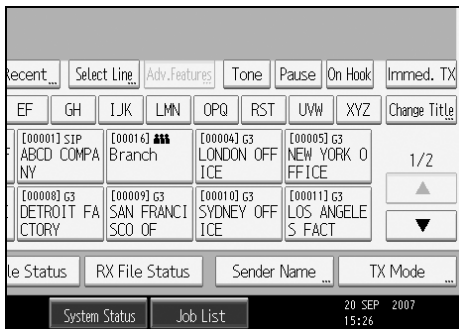 Recent Select Line Adv.Features Tone Pause On Hook Immed. TX
EF GH IJK LMN OPQ RST UVW XYZ Change Title
[00001] SIP
ABCD COMPA
NY
[00016]
Branch
[00004] G3
LONDON OFF
ICE
[00005] G3
NEW YORK O
FFICE
1/2
[00008] G3
DETROIT FA
CTORY
[00009] G3
SAN FRANCI
SCO OF
[00010] G3
SYDNEY OFF
ICE
[00011] G3
LOS ANGELE
S FACT
le Status RX File Status Sender Name TX Mode
System Status Job List 20 SEP 2007
15:26